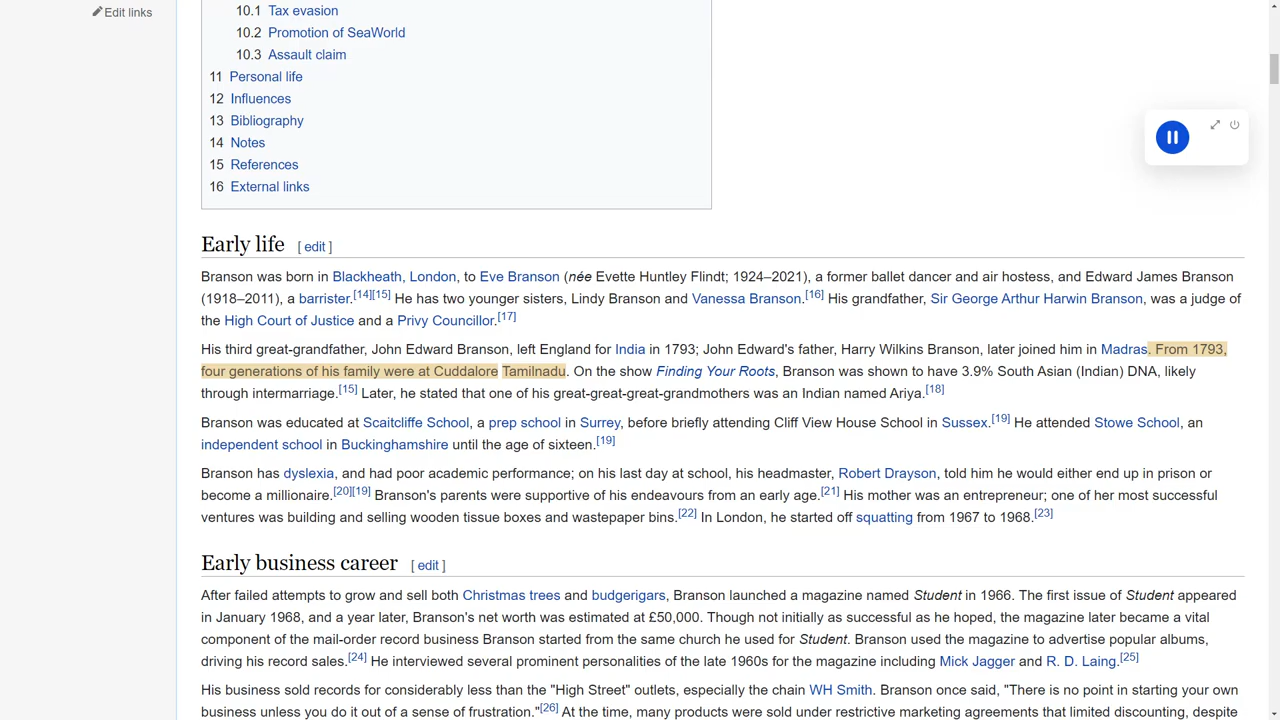 Edit links
10.1 Tax evasion
10.2 Promotion of SeaWorld
10.3 Assault claim
11 Personal life
12 Influences
13 Bibliography
14 Notes
15 References
16 External links
Early life [ edit ]
Branson was born in Blackheath, London, to Eve Branson (née Evette Huntley Flindt; 1924–2021), a former ballet dancer and air hostess, and Edward James Branson
(1918–2011), a barrister.[14][15] He has two younger sisters, Lindy Branson and Vanessa Branson.[16] His grandfather, Sir George Arthur Harwin Branson, was a judge of
the High Court of Justice and a Privy Councillor.[17]
His third great-grandfather, John Edward Branson, left England for India in 1793; John Edward's father, Harry Wilkins Branson, later joined him in Madras. From 1793,
four generations of his family were at Cuddalore Tamilnadu. On the show Finding Your Roots, Branson was shown to have 3.9% South Asian (Indian) DNA, likely
through intermarriage.[15] Later, he stated that one of his great-great-great-grandmothers was an Indian named Ariya.[18]
Branson was educated at Scaitcliffe School, a prep school in Surrey, before briefly attending Cliff View House School in Sussex.[19] He attended Stowe School, an
independent school in Buckinghamshire until the age of sixteen.[19]
Branson has dyslexia, and had poor academic performance; on his last day at school, his headmaster, Robert Drayson, told him he would either end up in prison or
become a millionaire.[20][19] Branson's parents were supportive of his endeavours from an early age.[21] His mother was an entrepreneur; one of her most successful
ventures was building and selling wooden tissue boxes and wastepaper bins.[22] In London, he started off squatting from 1967 to 1968.[23]
Early business career [ edit ]
After failed attempts to grow and sell both Christmas trees and budgerigars, Branson launched a magazine named Student in 1966. The first issue of Student appeared
in January 1968, and a year later, Branson's net worth was estimated at £50,000. Though not initially as successful as he hoped, the magazine later became a vital
component of the mail-order record business Branson started from the same church he used for Student. Branson used the magazine to advertise popular albums,
driving his record sales.[24] He interviewed several prominent personalities of the late 1960s for the magazine including Mick Jagger and R. D. Laing.[25]
His business sold records for considerably less than the "High Street" outlets, especially the chain WH Smith. Branson once said, "There is no point in starting your own
business unless you do it out of a sense of frustration."[26] At the time, many products were sold under restrictive marketing agreements that limited discounting, despite